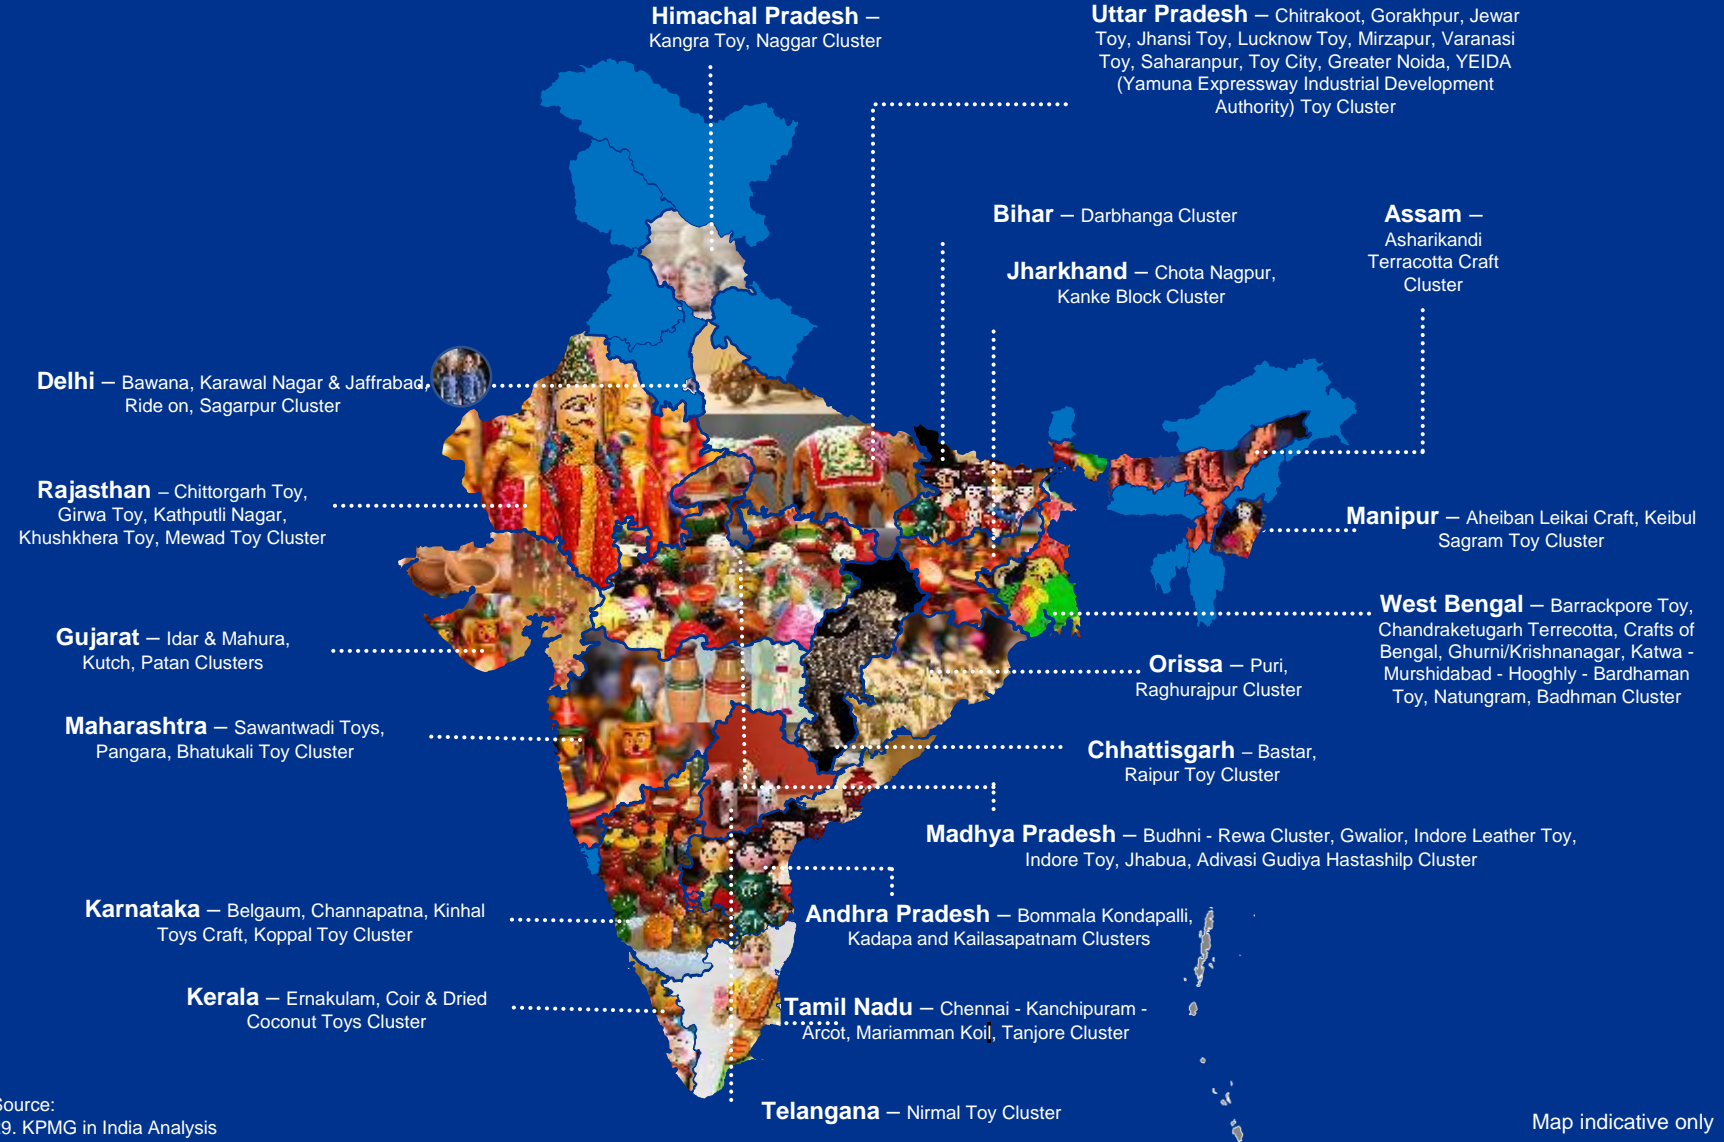 Himachal Pradesh –
Kangra Toy, Naggar Cluster
Uttar Pradesh – Chitrakoot, Gorakhpur, Jewar
Toy, Jhansi Toy, Lucknow Toy, Mirzapur, Varanasi
Toy, Saharanpur, Toy City, Greater Noida, YEIDA
(Yamuna Expressway Industrial Development
Authority) Toy Cluster
Bihar – Darbhanga Cluster
Assam –
Asharikandi
Terracotta Craft
Cluster
Jharkhand – Chota Nagpur,
Kanke Block Cluster
Delhi – Bawana, Karawal Nagar & Jaffrabad,
Ride on, Sagarpur Cluster
Rajasthan – Chittorgarh Toy,
Girwa Toy, Kathputli Nagar,
Khushkhera Toy, Mewad Toy Cluster
Manipur – Aheiban Leikai Craft, Keibul
Sagram Toy Cluster
West Bengal – Barrackpore Toy,
Chandraketugarh Terrecotta, Crafts of
Bengal, Ghurni/Krishnanagar, Katwa -
Murshidabad - Hooghly - Bardhaman
Toy, Natungram, Badhman Cluster
Gujarat – Idar & Mahura,
Kutch, Patan Clusters
Orissa – Puri,
Raghurajpur Cluster
Maharashtra – Sawantwadi Toys,
Pangara, Bhatukali Toy Cluster
Chhattisgarh – Bastar,
Raipur Toy Cluster
Madhya Pradesh – Budhni - Rewa Cluster, Gwalior, Indore Leather Toy,
Indore Toy, Jhabua, Adivasi Gudiya Hastashilp Cluster
Karnataka – Belgaum, Channapatna, Kinhal
Toys Craft, Koppal Toy Cluster
Andhra Pradesh – Bommala Kondapalli,
Kadapa and Kailasapatnam Clusters
Kerala – Ernakulam, Coir & Dried
Coconut Toys Cluster
Tamil Nadu – Chennai - Kanchipuram -
Arcot, Mariamman Koil, Tanjore Cluster
Telangana – Nirmal Toy Cluster
Source:
9. KPMG in India Analysis
Map indicative only